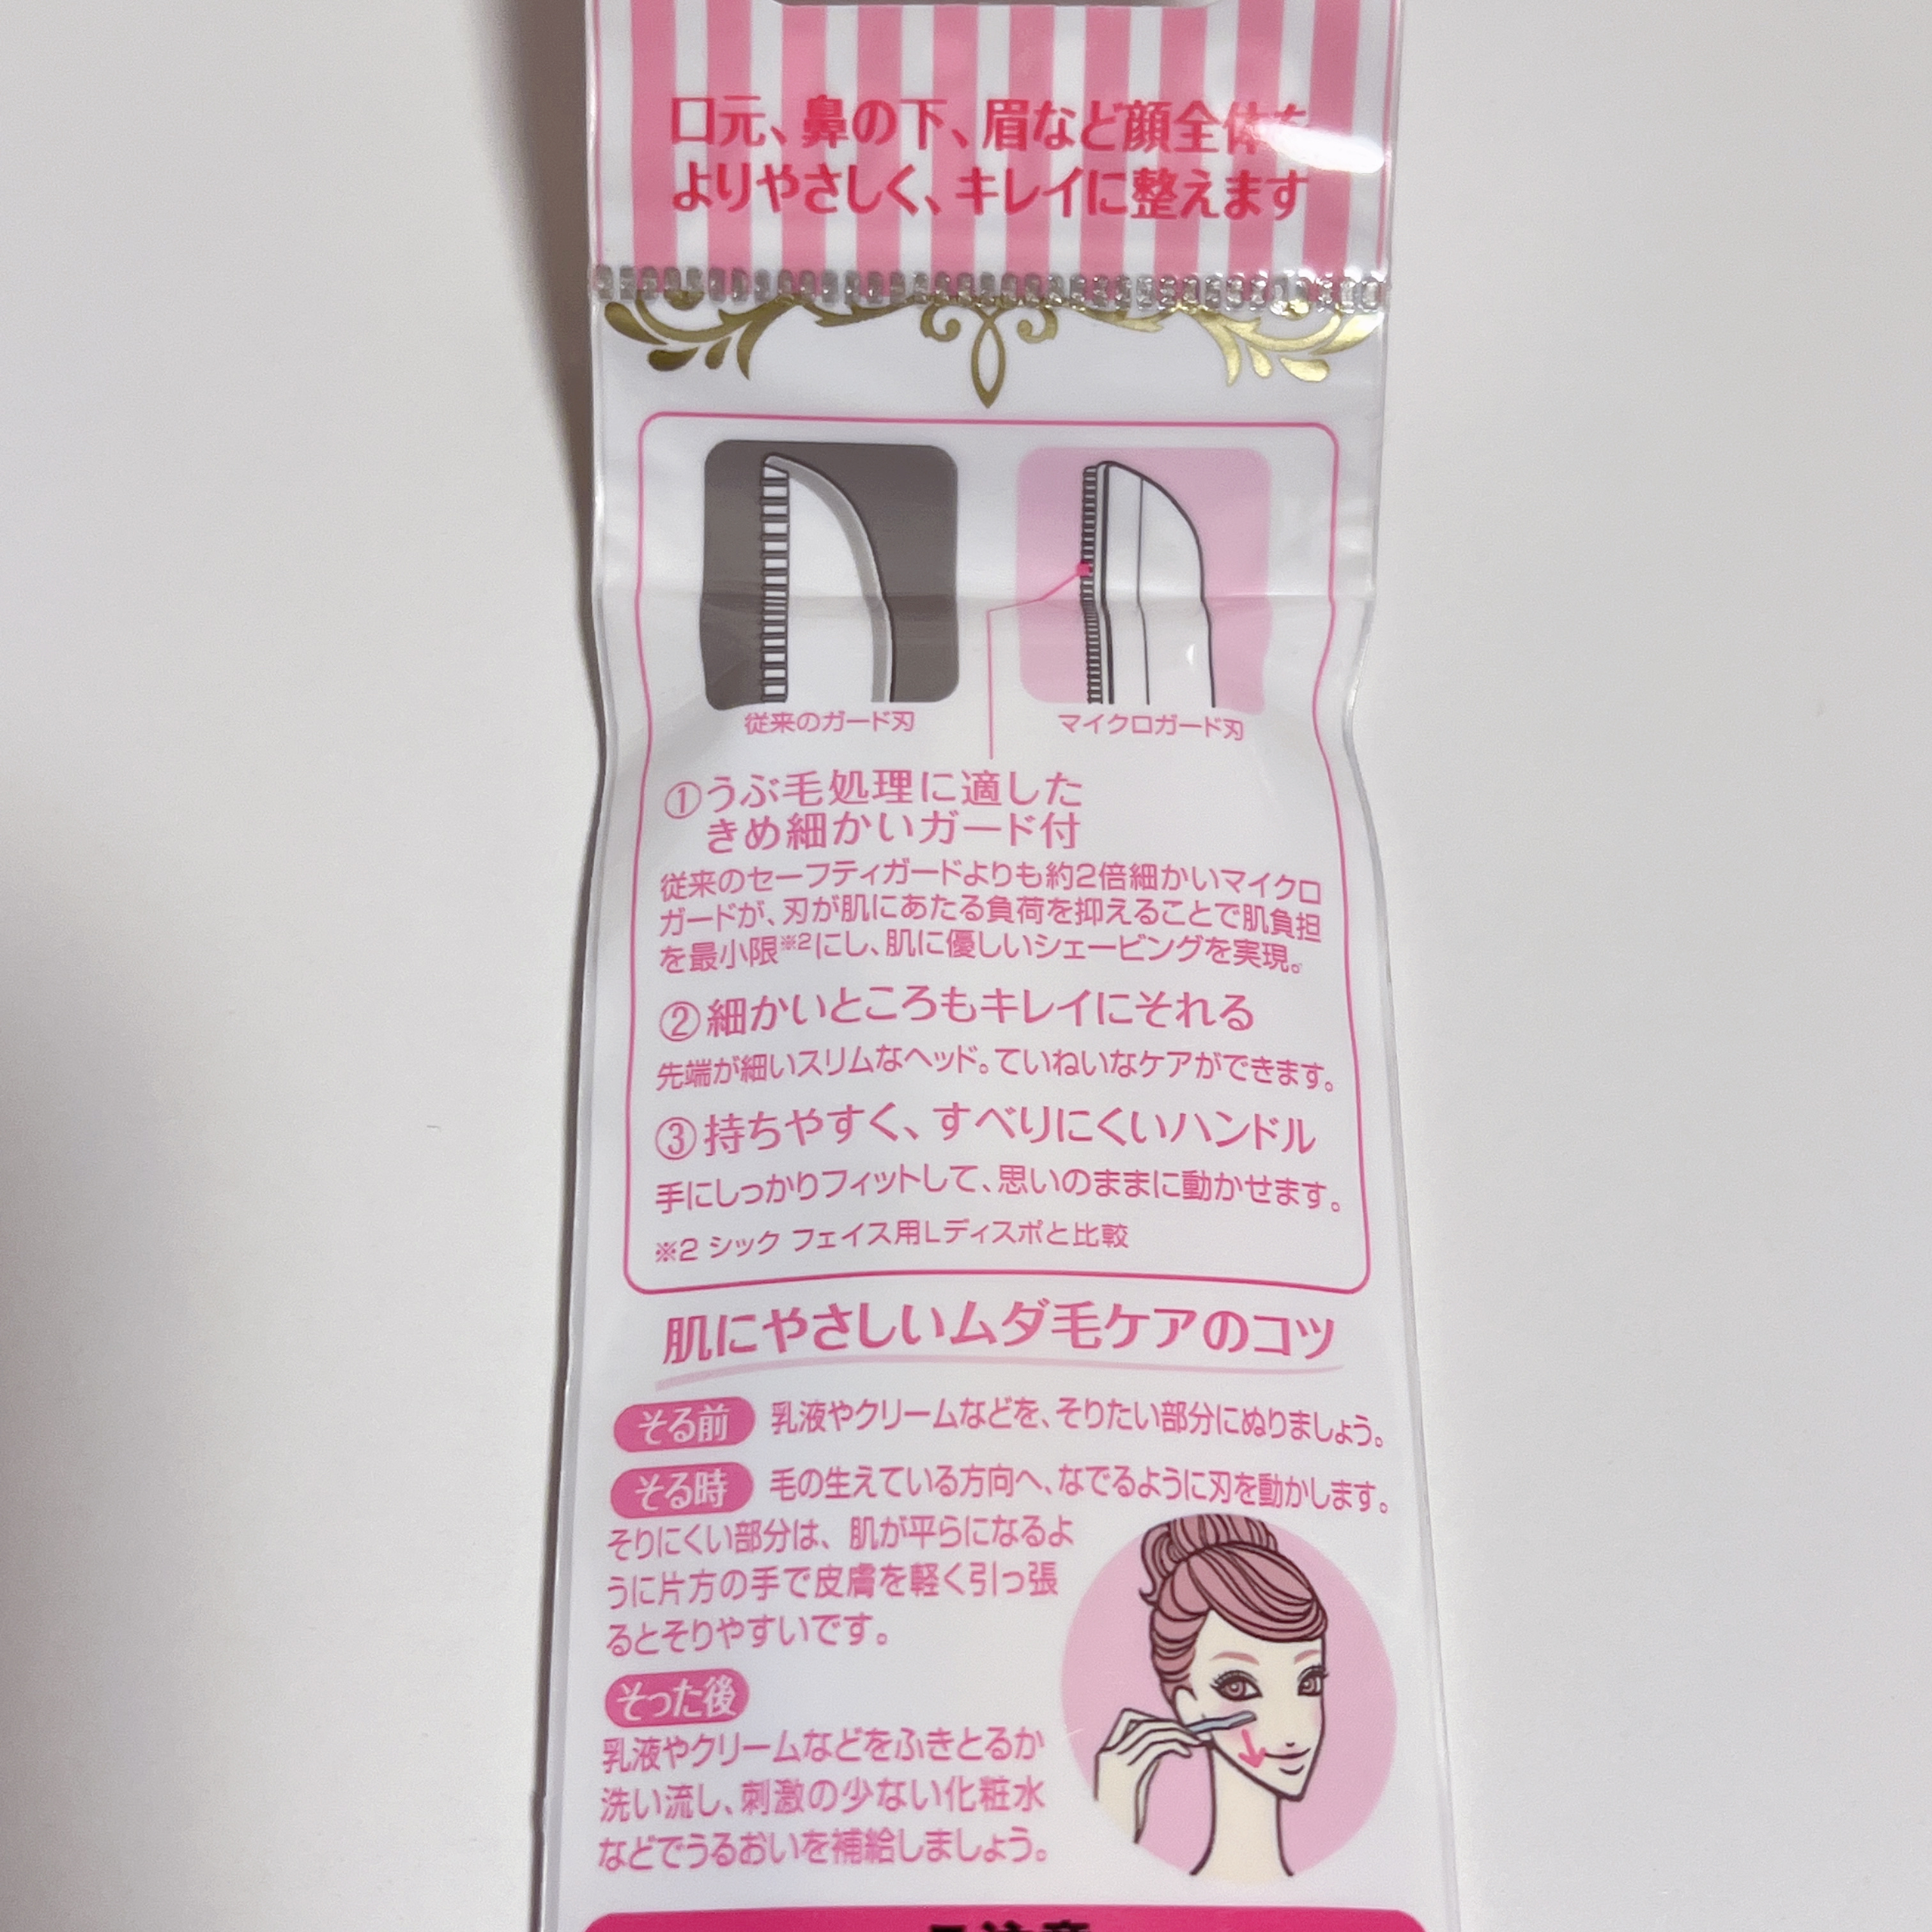 口元、鼻の下、眉など顔全体を
よりやさしく、キレイに整えます
従来のガード刃
マイクロガード刃
①うぶ毛処理に適した
きめ細かいガード付
従来のセーフティガードよりも約2倍細かいマイクロ
ガードが、刃が肌にあたる負荷を抑えることで肌負担
を最小限※2にし、肌に優しいシェービングを実現。
②細かいところもキレイにそれる
先端が細いスリムなヘッド。ていねいなケアができます。
③持ちやすく、すべりにくいハンドル
手にしっかりフィットして、思いのままに動かせます。
※2 シック フェイス用Lディスポと比較
肌にやさしいムダ毛ケアのコツ
そる前 乳液やクリームなどを、そりたい部分にぬりましょう。
そる時 毛の生えている方向へ、なでるように刃を動かします。
そりにくい部分は、肌が平らになるよ
うに片方の手で皮膚を軽く引っ張
るとそりやすいです。
そった後
乳液やクリームなどをふきとるか
洗い流し、刺激の少ない化粧水
などでうるおいを補給しましょう。